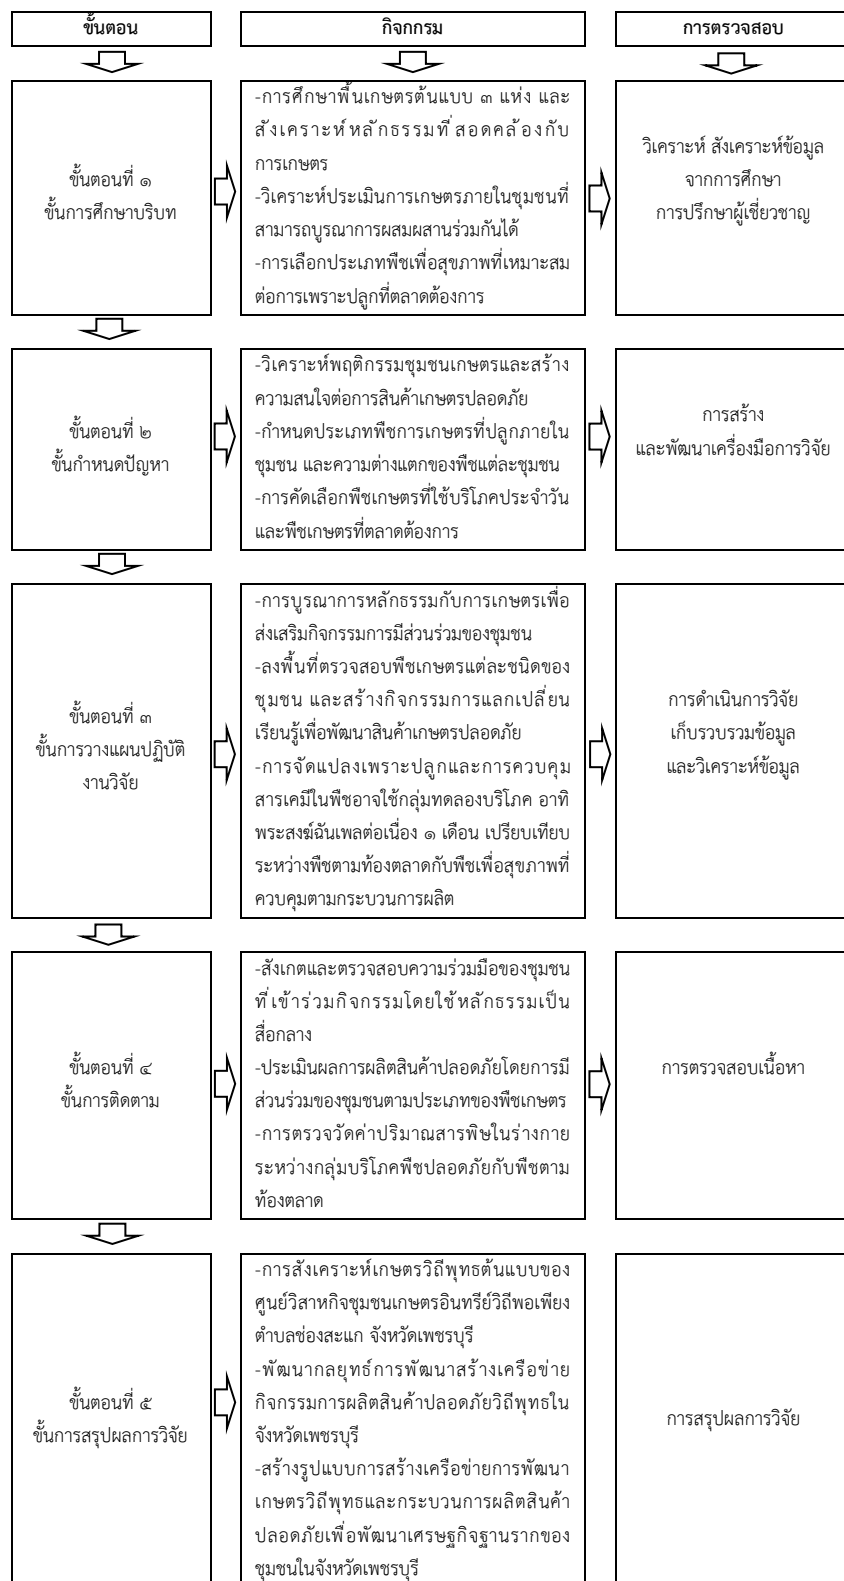 ขั้นตอน
กิจกกรม
การตรวจสอบ
ขั้นตอนที่ ๑
ขั้นการศึกษาบริบท
-การศึกษาพื้นเกษตรต้นแบบ ๓ แห่ง และ
สังเคราะห์หลักธรรมที่สอดคล้องกับ
การเกษตร
-วิเคราะห์ประเมินการเกษตรภายในชุมชนที่
สามารถบูรณาการผสมผสานร่วมกันได้
-การเลือกประเภทพืชเพื่อสุขภาพที่เหมาะสม
ต่อการเพราะปลูกที่ตลาดต้องการ
วิเคราะห์ สังเคราะห์ข้อมูล
จากการศึกษา
การปรึกษาผู้เชี่ยวชาญ
ขั้นตอนที่ ๒
ขั้นกำหนดปัญหา
-วิเคราะห์พฤติกรรมชุมชนเกษตรและสร้าง
ความสนใจต่อการสินค้าเกษตรปลอดภัย
-กำหนดประเภทพืชการเกษตรที่ปลูกภายใน
ชุมชน และความต่างแตกของพืชแต่ละชุมชน
-การคัดเลือกพืชเกษตรที่ใช้บริโภคประจำวัน
และพืชเกษตรที่ตลาดต้องการ
การสร้าง
และพัฒนาเครื่องมือการวิจัย
ขั้นตอนที่ ๓
ขั้นการวางแผนปฏิบัติ
งานวิจัย
-การบูรณาการหลักธรรมกับการเกษตรเพื่อ
ส่งเสริมกิจกรรมการมีส่วนร่วมของชุมชน
-ลงพื้นที่ตรวจสอบพืชเกษตรแต่ละชนิดของ
ชุมชน และสร้างกิจกรรมการแลกเปลี่ยน
เรียนรู้เพื่อพัฒนาสินค้าเกษตรปลอดภัย
-การจัดแปลงเพราะปลูกและการควบคุม
สารเคมีในพืชอาจใช้กลุ่มทดลองบริโภค อาทิ
พระสงฆ์ฉันเพลต่อเนื่อง ๑ เดือน เปรียบเทียบ
ระหว่างพืชตามท้องตลาดกับพืชเพื่อสุขภาพที่
ควบคุมตามกระบวนการผลิต
การดำเนินการวิจัย
เก็บรวบรวมข้อมูล
และวิเคราะห์ข้อมูล
ขั้นตอนที่ ๔
ขั้นการติดตาม
-สังเกตและตรวจสอบความร่วมมือของชุมชน
ที่เข้าร่วมกิจกรรมโดยใช้หลักธรรมเป็น
สื่อกลาง
-ประเมินผลการผลิตสินค้าปลอดภัยโดยการมี
ส่วนร่วมของชุมชนตามประเภทของพืชเกษตร
-การตรวจวัดค่าปริมาณสารพิษในร่างกาย
ระหว่างกลุ่มบริโภคพืชปลอดภัยกับพืชตาม
ท้องตลาด
การตรวจสอบเนื้อหา
ขั้นตอนที่ ๕
ขั้นการสรุปผลการวิจัย
-การสังเคราะห์เกษตรวิถีพุทธต้นแบบของ
ศูนย์วิสาหกิจชุมชนเกษตรอินทรีย์วิถีพอเพียง
ตำบลช่องสะแก จังหวัดเพชรบุรี
-พัฒนากลยุทธ์การพัฒนาสร้างเครือข่าย
กิจกรรมการผลิตสินค้าปลอดภัยวิถีพุทธใน
จังหวัดเพชรบุรี
-สร้างรูปแบบการสร้างเครือข่ายการพัฒนา
เกษตรวิถีพุทธและกระบวนการผลิตสินค้า
ปลอดภัยเพื่อพัฒนาเศรษฐกิจฐานรากของ
ชุมชนในจังหวัดเพชรบุรี
การสรุปผลการวิจัย